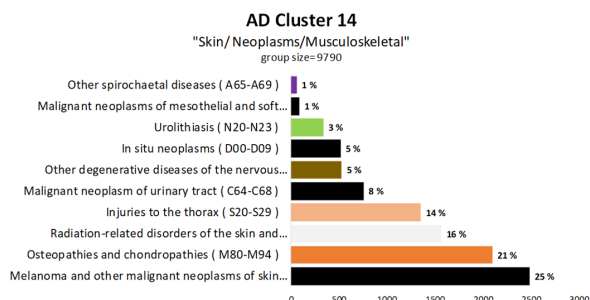 AD Cluster 14
"Skin/ Neoplasms/Musculoskeletal"
group size=9790
Other spirochaetal diseases ( A65-A69 ) 1 %
Malignant neoplasms of mesothelial and soft... 1 %
Urolithiasis ( N20-N23 ) 3 %
In situ neoplasms ( D00-D09 ) 5 %
Other degenerative diseases of the nervous... 5 %
Malignant neoplasm of urinary tract ( C64-C68 ) 8 %
Injuries to the thorax ( S20-S29 ) 14 %
Radiation-related disorders of the skin and... 16 %
Osteopathies and chondropathies ( M80-M94 ) 21 %
Melanoma and other malignant neoplasms of skin... 25 %
0 500 1000 1500 2000 2500 3000